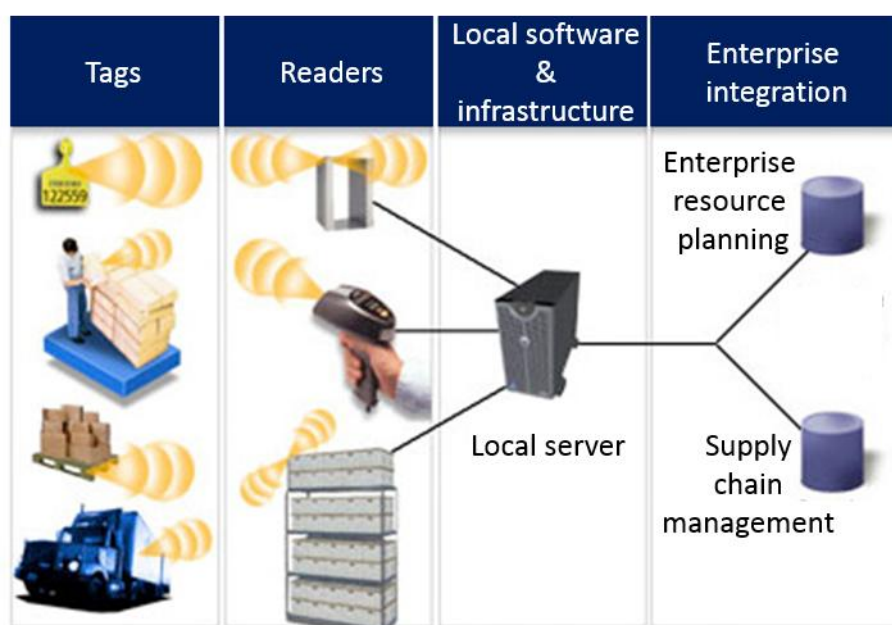 Tags
Readers
Local software
&
infrastructure
Enterprise
integration
122559
Enterprise
resource
planning
Local server
Supply
chain
management